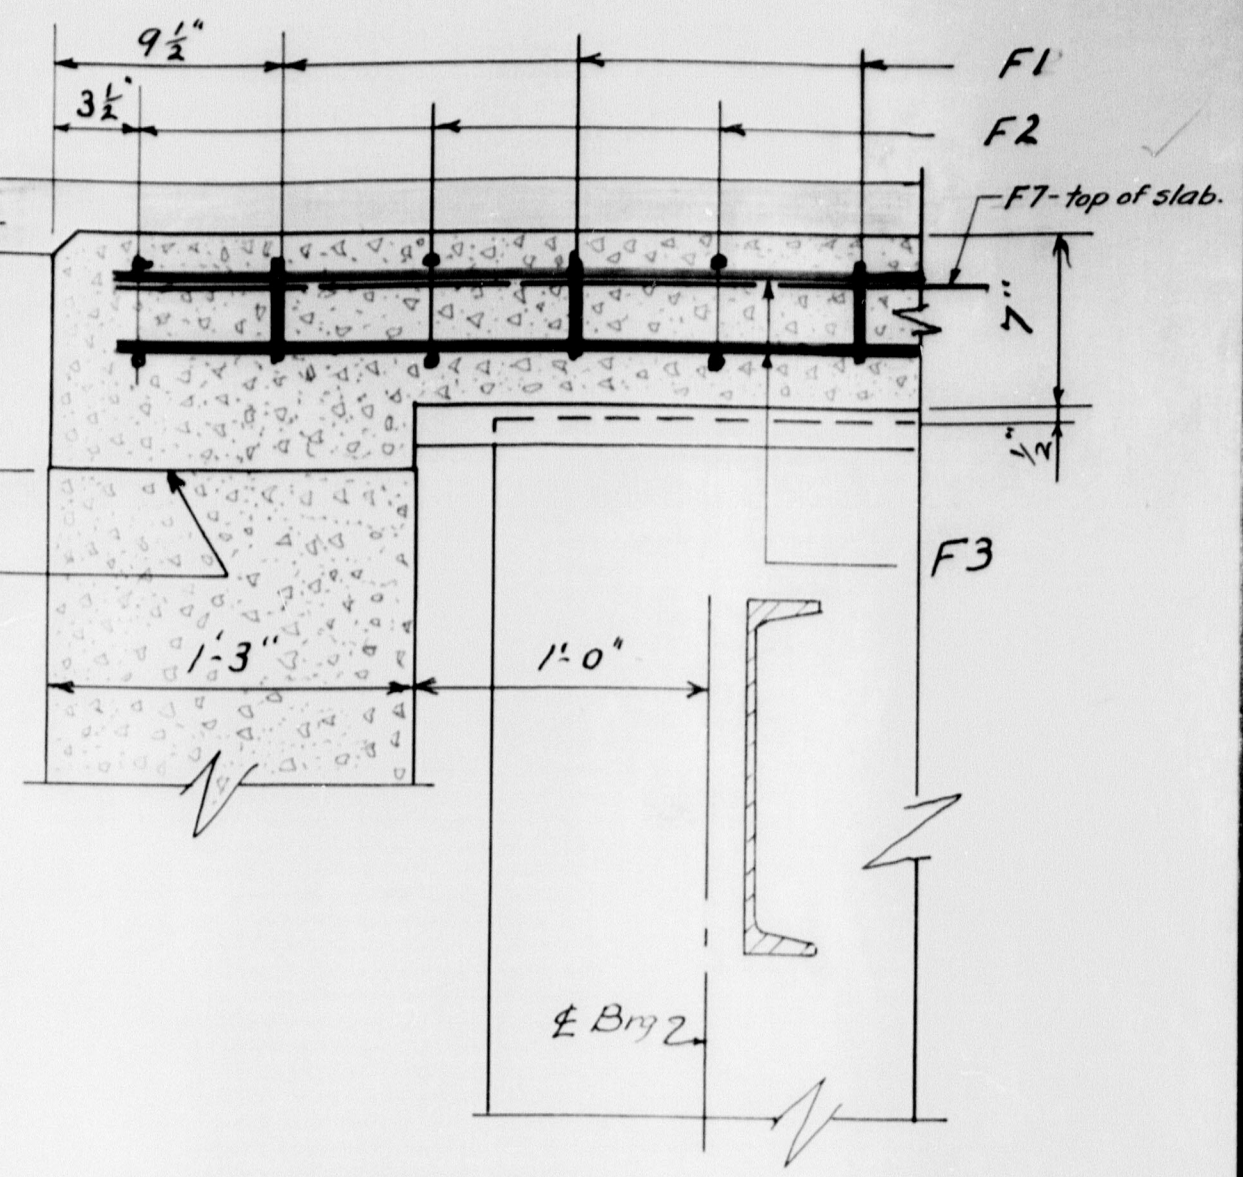 9 1/2"
F1
3 1/2"
F2
F7-top of slab.
7"
1/2"
F3
1'-3"
1'-0"
℄ Brg 2